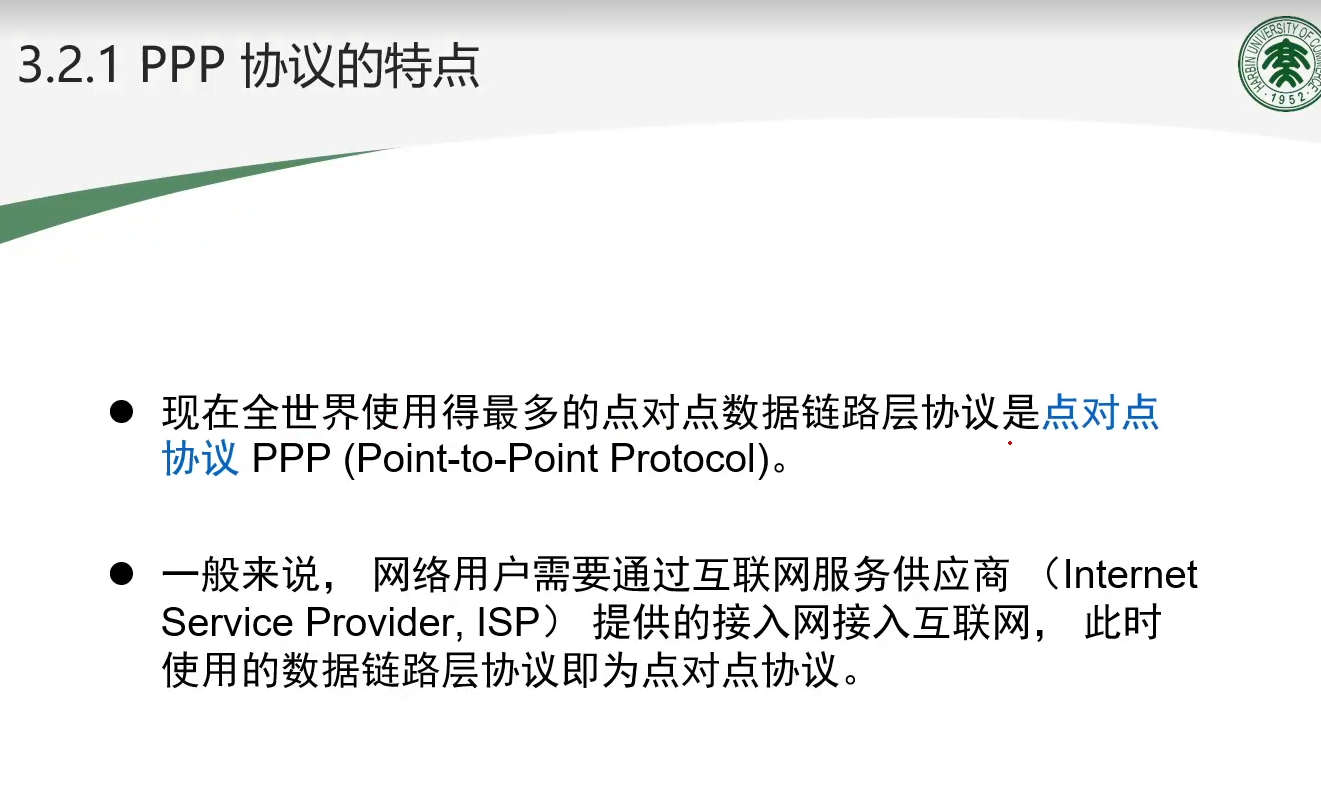 3.2.1 PPP 协议的特点
HARBIN UNIVERSITY OF COMMERCE
·1952·
● 现在全世界使用得最多的点对点数据链路层协议是点对点
协议 PPP (Point-to-Point Protocol)。
● 一般来说， 网络用户需要通过互联网服务供应商 （Internet
Service Provider, ISP） 提供的接入网接入互联网， 此时
使用的数据链路层协议即为点对点协议。